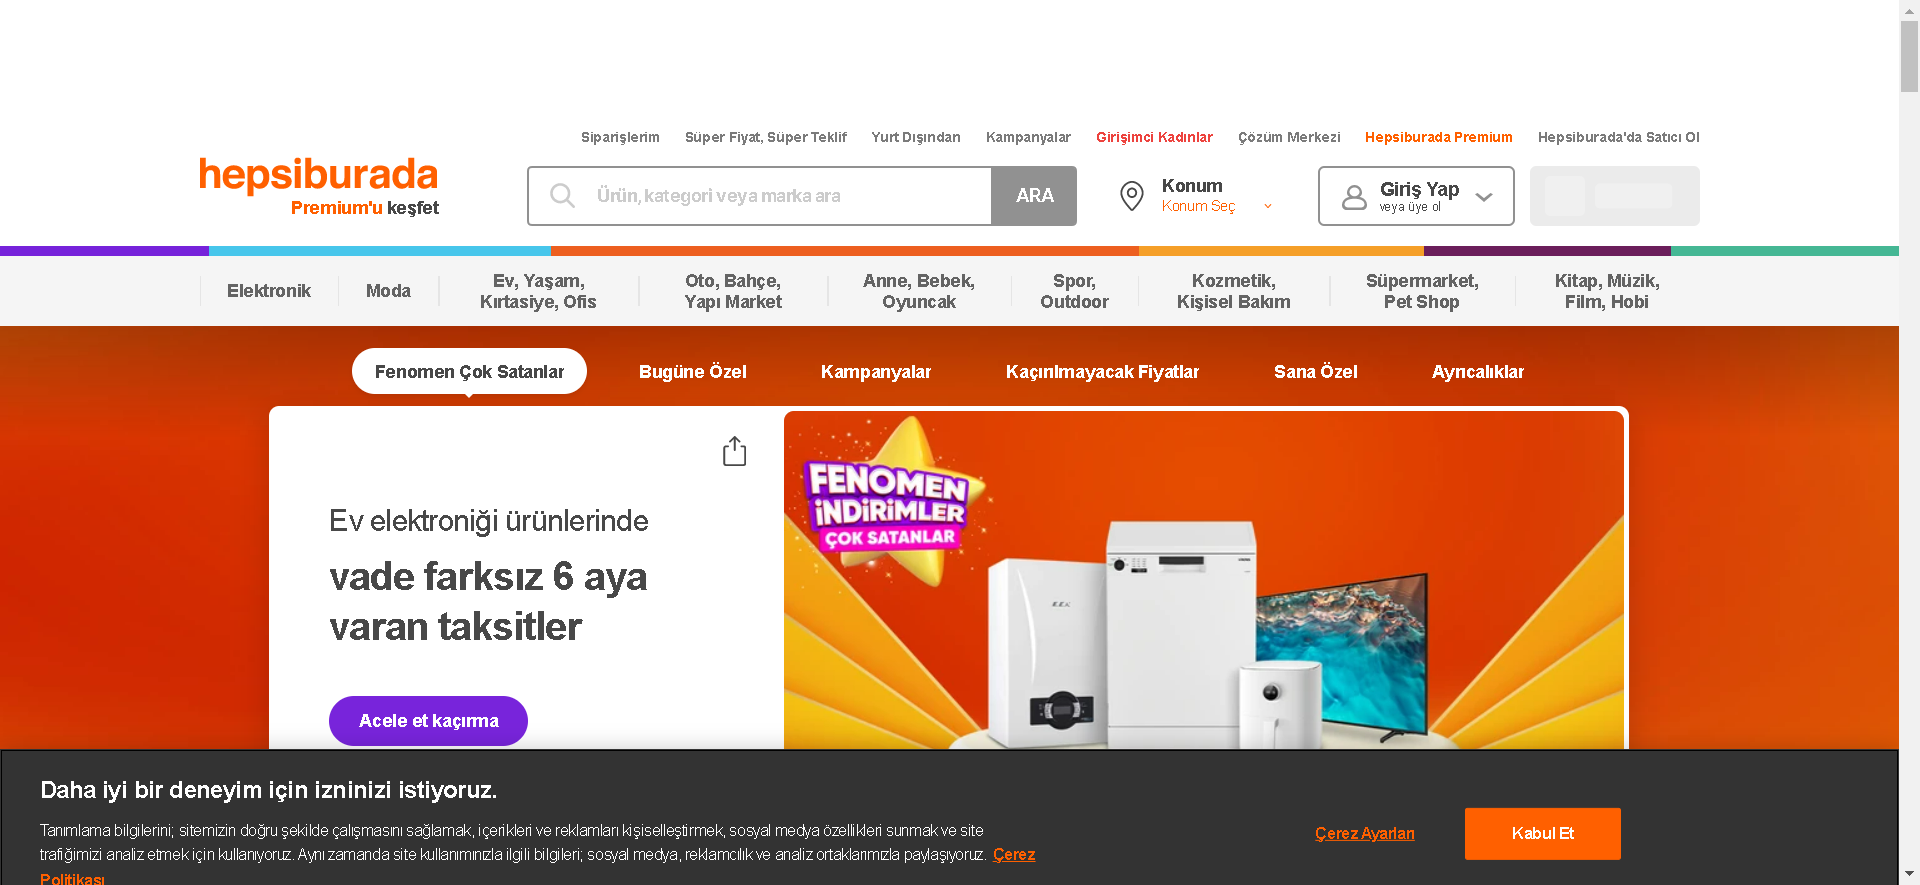 Siparişlerim Süper Fiyat, Süper Teklif Yurt Dışından Kampanyalar Girişimci Kadınlar Çözüm Merkezi Hepsiburada Premium Hepsiburada'da Satıcı Ol
hepsiburada
Premium'u keşfet
Ürün, kategori veya marka ara
ARA
Konum
Konum Seç
Giriş Yap
veya üye ol
Elektronik
Moda
Ev, Yaşam,
Kırtasiye, Ofis
Oto, Bahçe,
Yapı Market
Anne, Bebek,
Oyuncak
Spor,
Outdoor
Kozmetik,
Kişisel Bakım
Süpermarket,
Pet Shop
Kitap, Müzik,
Film, Hobi
Fenomen Çok Satanlar Bugüne Özel Kampanyalar Kaçırılmayacak Fiyatlar Sana Özel Ayrıcalıklar
Ev elektroniği ürünlerinde
vade farksız 6 aya
varan taksitler
Acele et kaçırma
FENOMEN
İNDİRİMLER
ÇOK SATANLAR
Daha iyi bir deneyim için izninizi istiyoruz.
Tanımlama bilgilerini; sitemizin doğru şekilde çalışmasını sağlamak, içerikleri ve reklamları kişiselleştirmek, sosyal medya özellikleri sunmak ve site
trafiğimizi analiz etmek için kullanıyoruz. Aynı zamanda site kullanımınızla ilgili bilgileri; sosyal medya, reklamcılık ve analiz ortaklarımızla paylaşıyoruz. Çerez
Politikası
Çerez Ayarları
Kabul Et